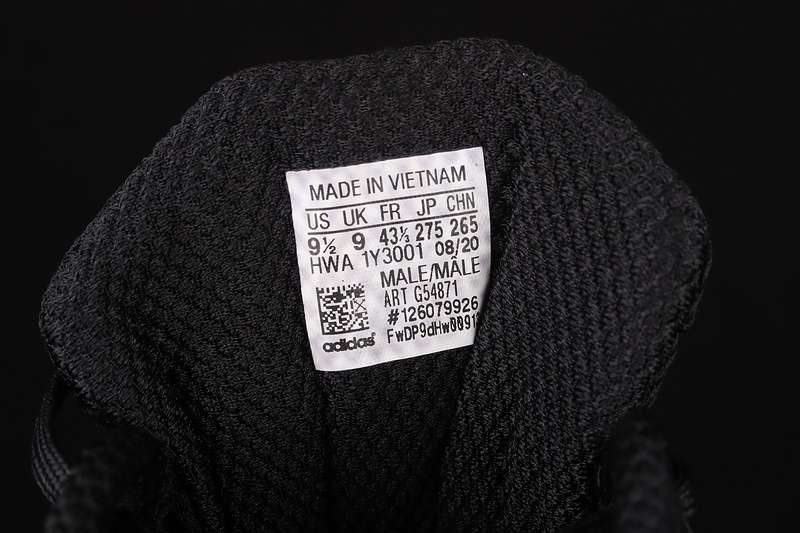 MADE IN VIETNAM
US UK FR JP CHN
9½ 9 43⅓ 275 265
HWA 1Y3001 08/20
MALE/MÂLE
ART G54871
#126079926
adidas®